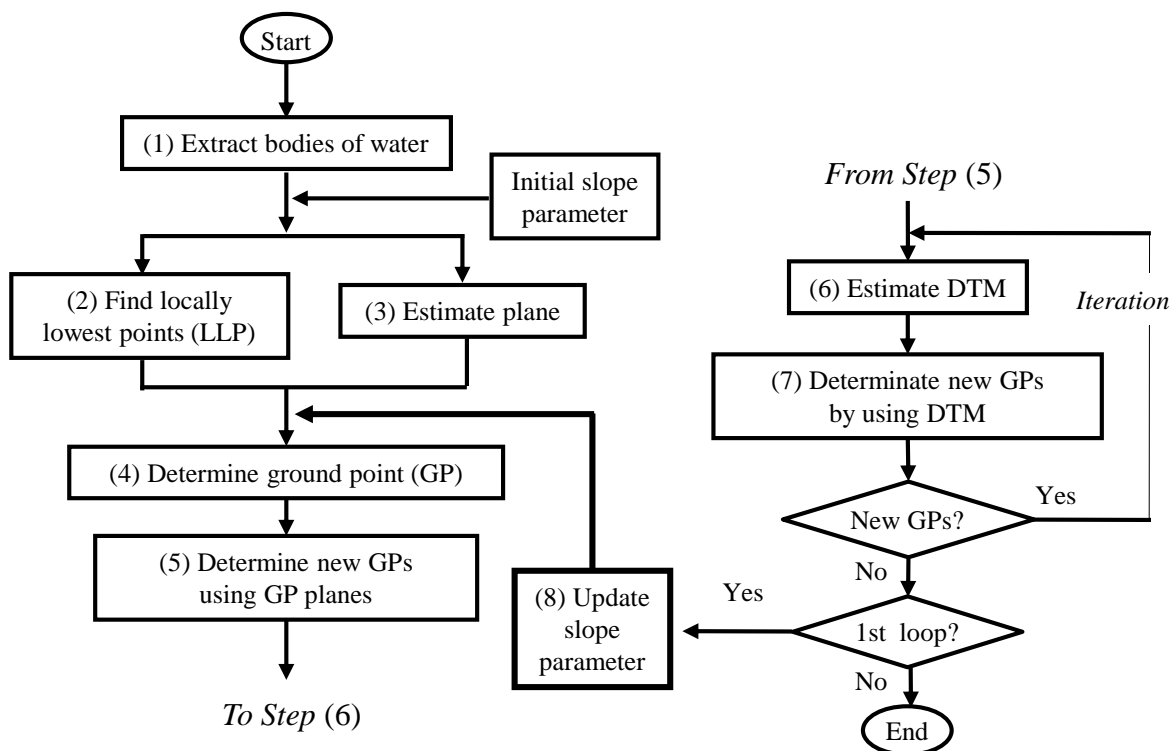 Start
(1) Extract bodies of water
Initial slope
parameter
(2) Find locally
lowest points (LLP)
(3) Estimate plane
(4) Determine ground point (GP)
(5) Determine new GPs
using GP planes
To Step (6)
From Step (5)
(6) Estimate DTM
Iteration
(7) Determinate new GPs
by using DTM
New GPs?
Yes
No
1st loop?
Yes
(8) Update
slope
parameter
No
End